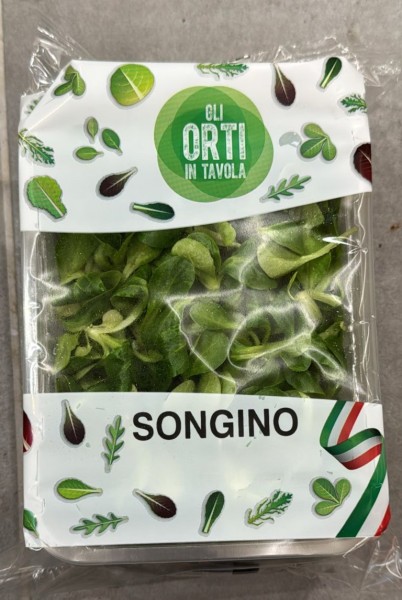 GLI
ORTI
IN TAVOLA
SONGINO